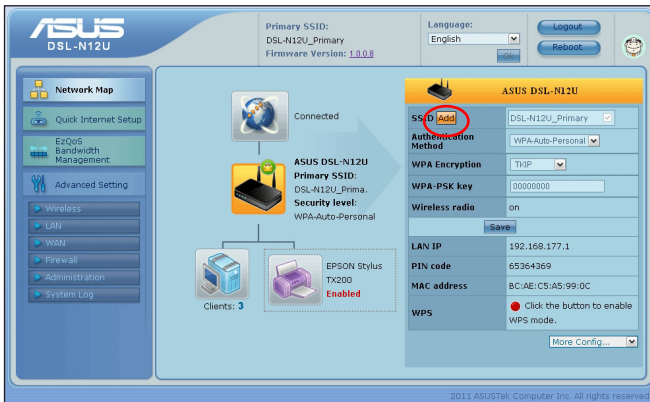 ASUS
DSL-N12U
Primary SSID:
DSL-N12U_Primary
Firmware Version: 1.0.0.8
Language:
English
Ok
Logout
Reboot
Network Map
Quick Internet Setup
EzQoS
Bandwidth
Management
Advanced Setting
Wireless
LAN
WAN
Firewall
Administration
System Log
Connected
ASUS DSL-N12U
Primary SSID:
DSL-N12U_Prima.
Security level:
WPA-Auto-Personal
Clients: 3
EPSON Stylus
TX200
Enabled
ASUS DSL-N12U
SSID Add DSL-N12U_Primary
Authentication
Method
WPA-Auto-Personal
WPA Encryption TKIP
WPA-PSK key 00000000
Wireless radio on
Save
LAN IP 192.168.177.1
PIN code 65364369
MAC address BC:AE:C5:A5:99:0C
WPS
Click the button to enable
WPS mode.
More Config...
2011 ASUSTek Computer Inc. All rights reserved